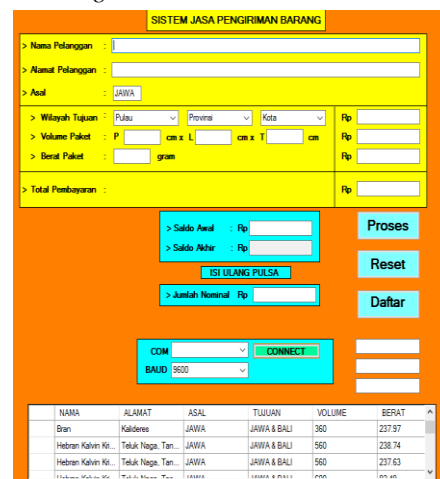 SISTEM JASA PENGIRIMAN BARANG
> Nama Pelanggan :
> Alamat Pelanggan :
> Asal : JAWA
> Wilayah Tujuan : Pulau Provinsi Kota Rp
> Volume Paket : P cm x L cm x T cm Rp
> Berat Paket : gram Rp
> Total Pembayaran : Rp
> Saldo Awal : Rp
Proses
> Saldo Akhir : Rp
ISI ULANG PULSA
Reset
> Jumlah Nominal Rp
Daftar
COM CONNECT
BAUD 9600
NAMA ALAMAT ASAL TUJUAN VOLUME BERAT
Bran Kalideres JAWA JAWA & BALI 360 237.97
Hebran Kalvin Kri... Teluk Naga, Tan... JAWA JAWA & BALI 560 238.74
Hebran Kalvin Kri... Teluk Naga, Tan... JAWA JAWA & BALI 560 237.63